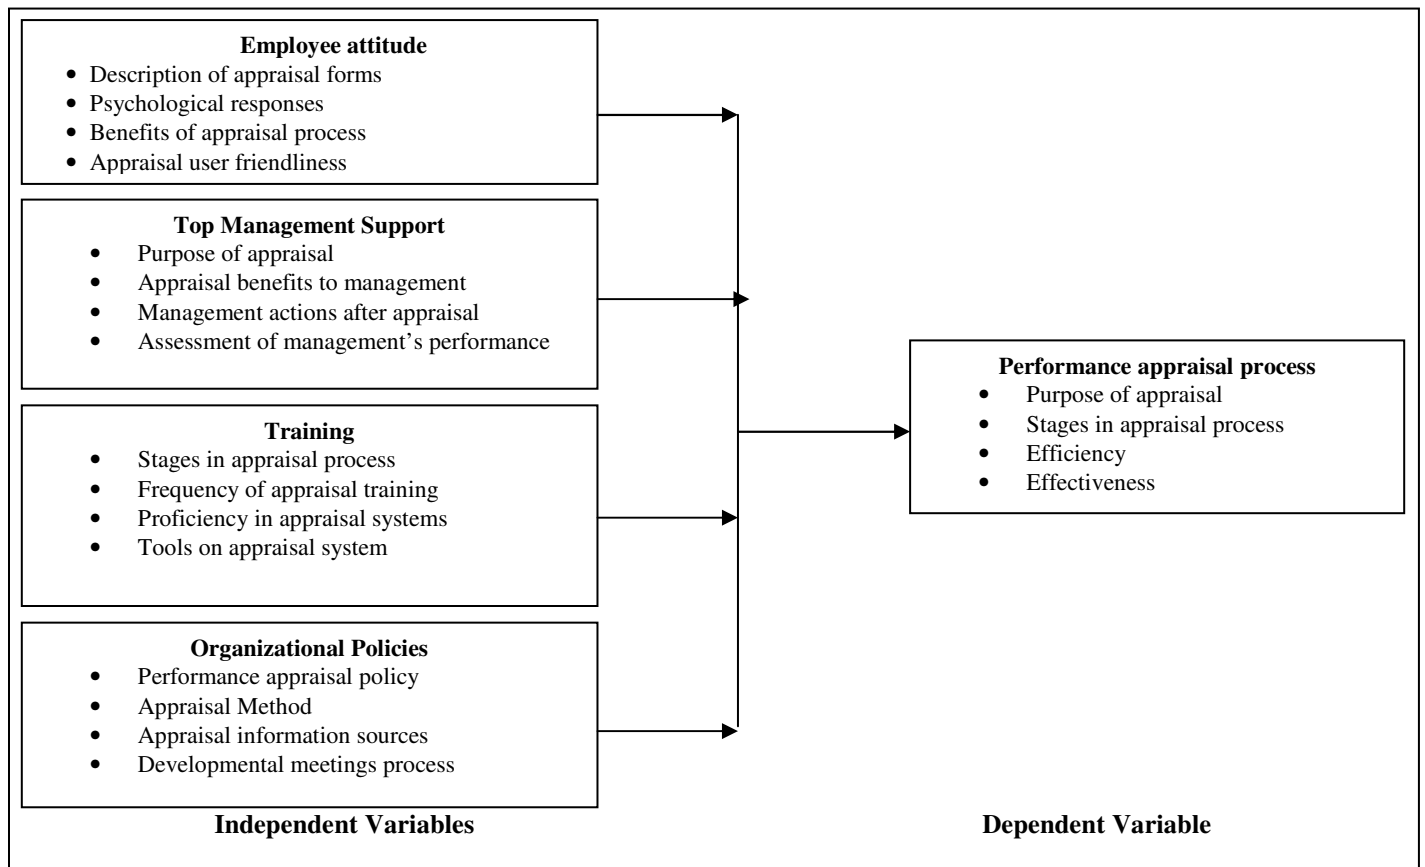 Employee attitude
• Description of appraisal forms
• Psychological responses
• Benefits of appraisal process
• Appraisal user friendliness
Top Management Support
• Purpose of appraisal
• Appraisal benefits to management
• Management actions after appraisal
• Assessment of management’s performance
Training
• Stages in appraisal process
• Frequency of appraisal training
• Proficiency in appraisal systems
• Tools on appraisal system
Organizational Policies
• Performance appraisal policy
• Appraisal Method
• Appraisal information sources
• Developmental meetings process
Independent Variables
Performance appraisal process
• Purpose of appraisal
• Stages in appraisal process
• Efficiency
• Effectiveness
Dependent Variable